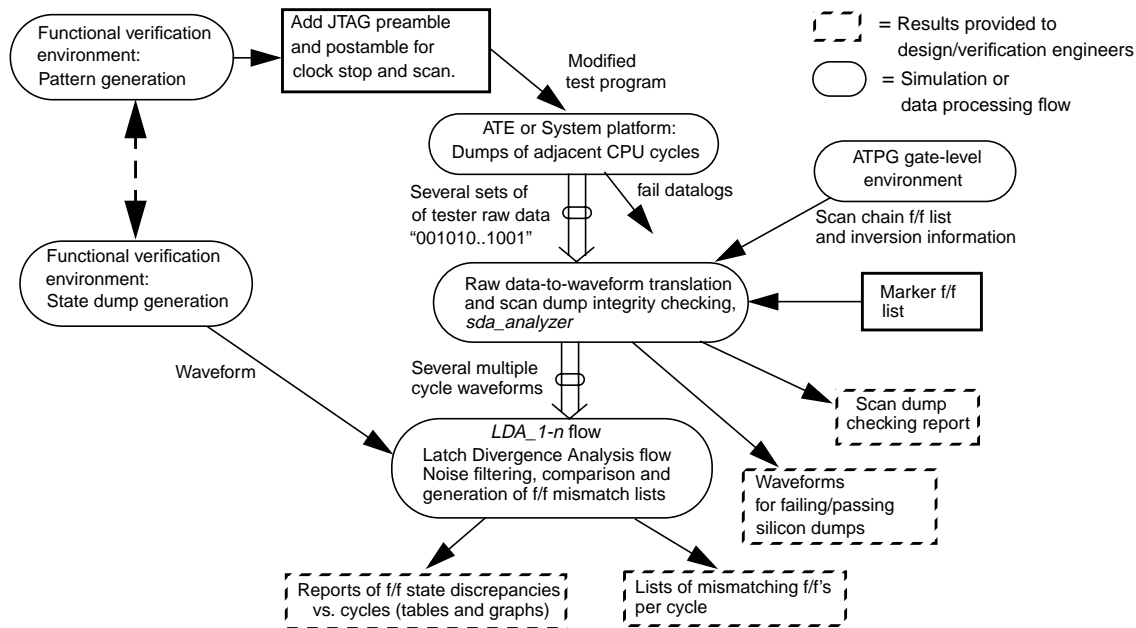 Functional verification
environment:
Pattern generation
Add JTAG preamble
and postamble for
clock stop and scan.
Modified
test program
= Results provided to
design/verification engineers
= Simulation or
data processing flow
ATE or System platform:
Dumps of adjacent CPU cycles
ATPG gate-level
environment
Several sets of
of tester raw data
“001010..1001”
fail datalogs
Scan chain f/f list
and inversion information
Functional verification
environment:
State dump generation
Raw data-to-waveform translation
and scan dump integrity checking,
sda_analyzer
Marker f/f
list
Waveform
Several multiple
cycle waveforms
Scan dump
checking report
LDA_1-n flow
Latch Divergence Analysis flow
Noise filtering, comparison and
generation of f/f mismatch lists
Waveforms
for failing/passing
silicon dumps
Reports of f/f state discrepancies
vs. cycles (tables and graphs)
Lists of mismatching f/f's
per cycle